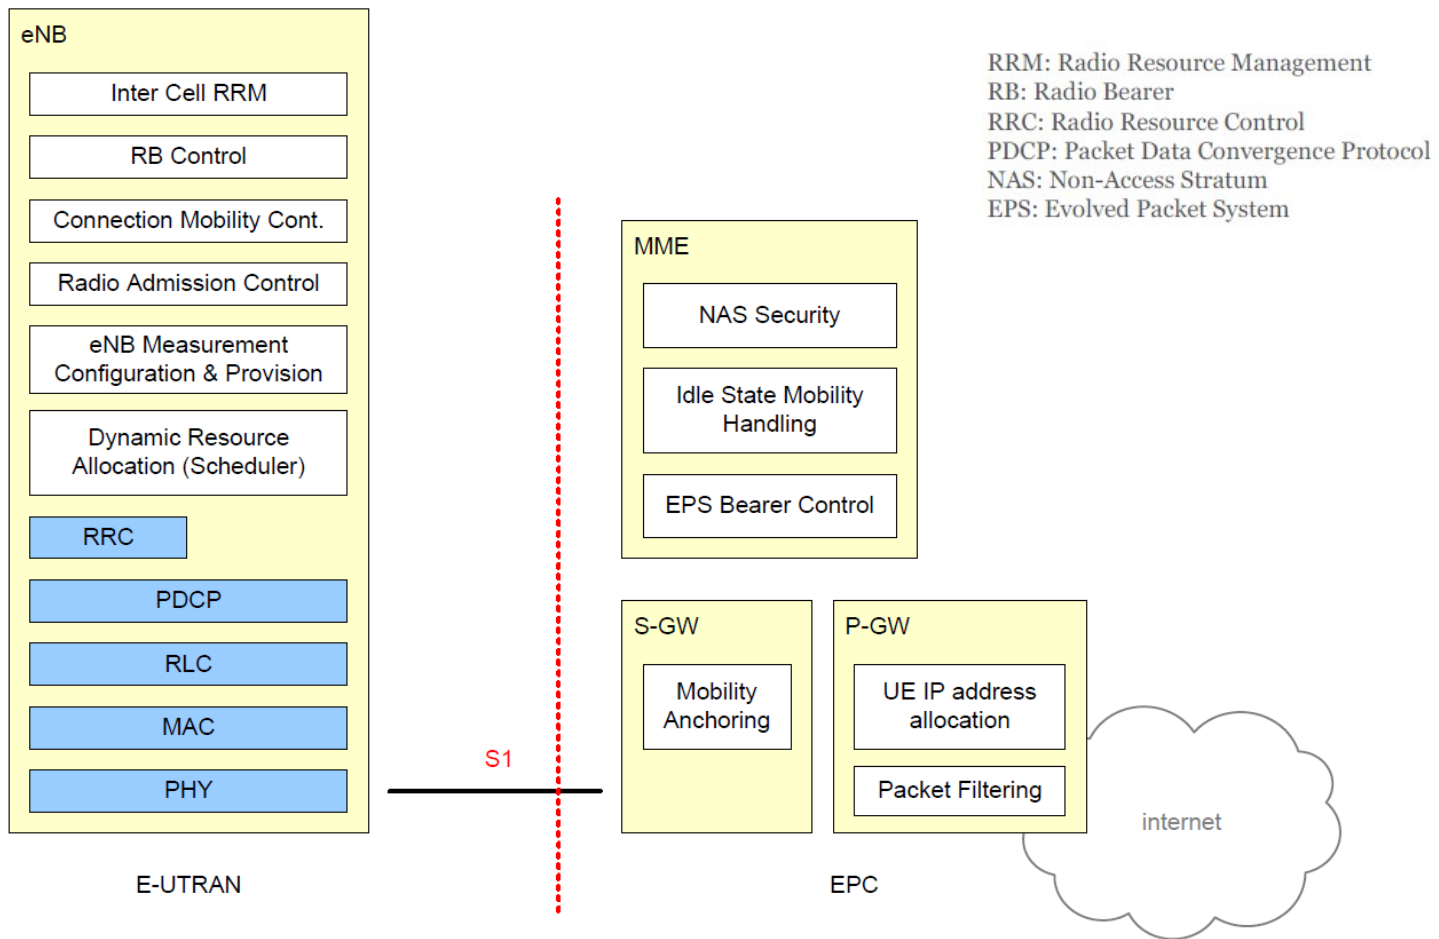 eNB
Inter Cell RRM
RB Control
Connection Mobility Cont.
Radio Admission Control
eNB Measurement
Configuration & Provision
Dynamic Resource
Allocation (Scheduler)
RRC
PDCP
RLC
MAC
PHY
E-UTRAN
S1
RRM: Radio Resource Management
RB: Radio Bearer
RRC: Radio Resource Control
PDCP: Packet Data Convergence Protocol
NAS: Non-Access Stratum
EPS: Evolved Packet System
MME
NAS Security
Idle State Mobility
Handling
EPS Bearer Control
S-GW
Mobility
Anchoring
P-GW
UE IP address
allocation
Packet Filtering
internet
EPC